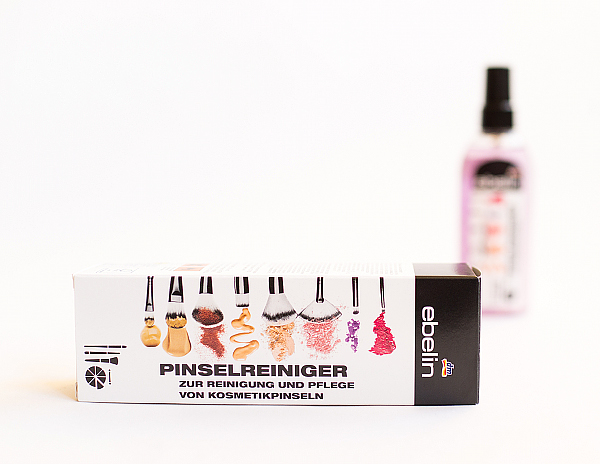 PINSELREINIGER
ZUR REINIGUNG UND PFLEGE
VON KOSMETIKPINSELN
ebelin
dm